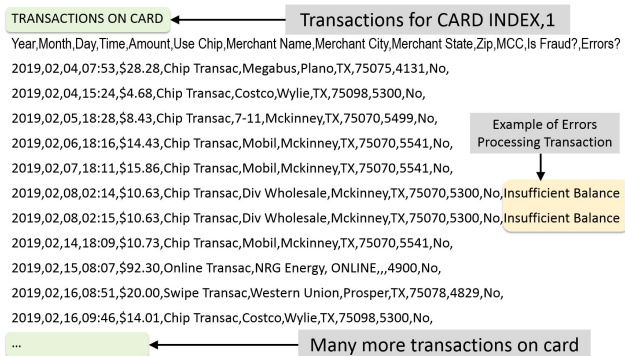 TRANSACTIONS ON CARD
Transactions for CARD INDEX,1
Year,Month,Day,Time,Amount,Use Chip,Merchant Name,Merchant City,Merchant State,Zip,MCC,Is Fraud?,Errors?
2019,02,04,07:53,$28.28,Chip Transac,Megabus,Plano,TX,75075,4131,No,
2019,02,04,15:24,$4.68,Chip Transac,Costco,Wylie,TX,75098,5300,No,
2019,02,05,18:28,$8.43,Chip Transac,7-11,Mckinney,TX,75070,5499,No,
2019,02,06,18:16,$14.43,Chip Transac,Mobil,Mckinney,TX,75070,5541,No,
2019,02,07,18:11,$15.86,Chip Transac,Mobil,Mckinney,TX,75070,5541,No,
Example of Errors
Processing Transaction
2019,02,08,02:14,$10.63,Chip Transac,Div Wholesale,Mckinney,TX,75070,5300,No,Insufficient Balance
2019,02,08,02:15,$10.63,Chip Transac,Div Wholesale,Mckinney,TX,75070,5300,No,Insufficient Balance
2019,02,14,18:09,$10.73,Chip Transac,Mobil,Mckinney,TX,75070,5541,No,
2019,02,15,08:07,$92.30,Online Transac,NRG Energy, ONLINE,,,4900,No,
2019,02,16,08:51,$20.00,Swipe Transac,Western Union,Prosper,TX,75078,4829,No,
2019,02,16,09:46,$14.01,Chip Transac,Costco,Wylie,TX,75098,5300,No,
...
Many more transactions on card